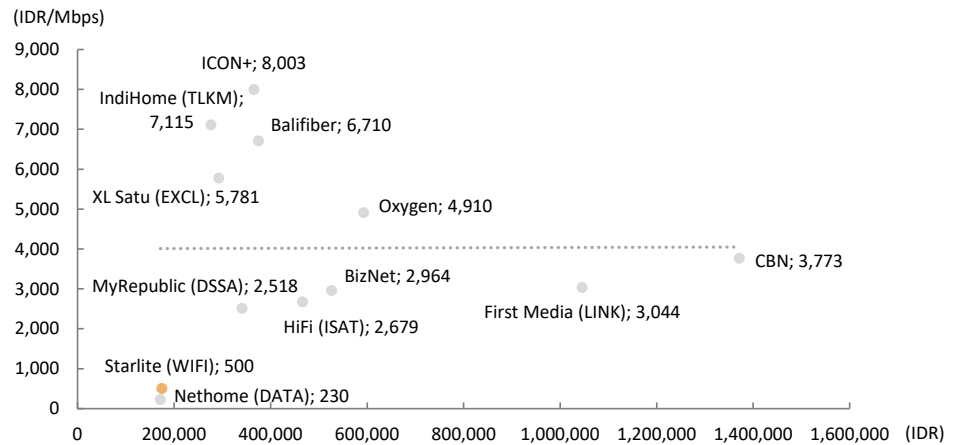 (IDR/Mbps)
9,000
ICON+; 8,003
8,000
IndiHome (TLKM);
7,115
7,000
Balifiber; 6,710
6,000
XL Satu (EXCL); 5,781
5,000
Oxygen; 4,910
4,000
CBN; 3,773
BizNet; 2,964
MyRepublic (DSSA); 2,518
3,000
First Media (LINK); 3,044
HiFi (ISAT); 2,679
2,000
Starlite (WIFI); 500
1,000
Nethome (DATA); 230
0
0 200,000 400,000 600,000 800,000 1,000,000 1,200,000 1,400,000 1,600,000 (IDR)